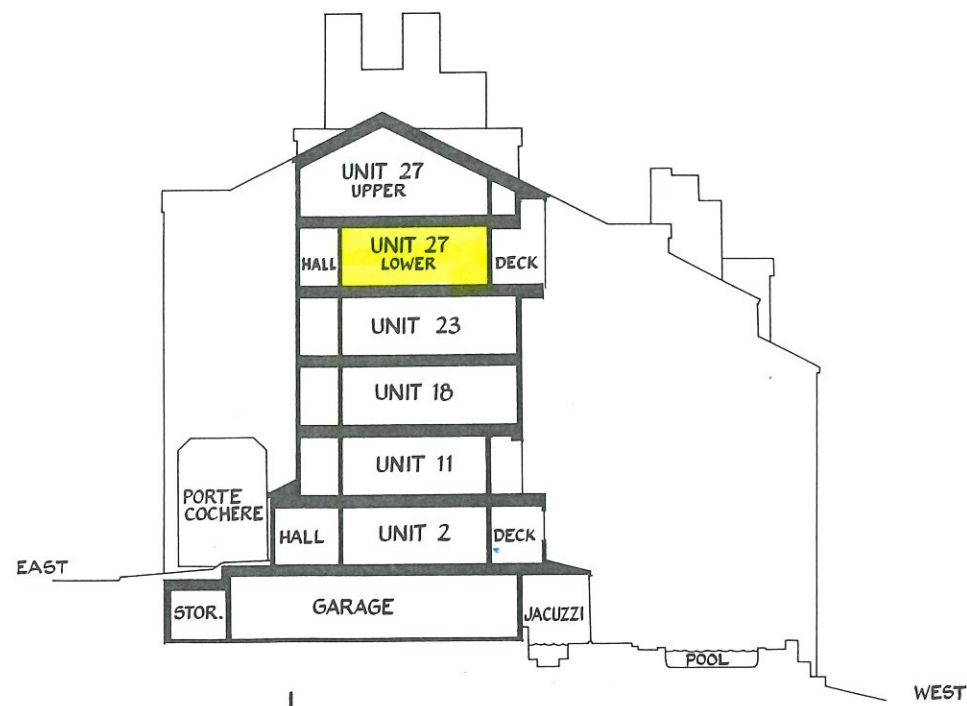 UNIT 27
UPPER
HALL
UNIT 27
LOWER
DECK
UNIT 23
UNIT 18
UNIT 11
PORTE
COCHERE
HALL
UNIT 2
DECK
EAST
STOR.
GARAGE
JACUZZI
POOL
WEST